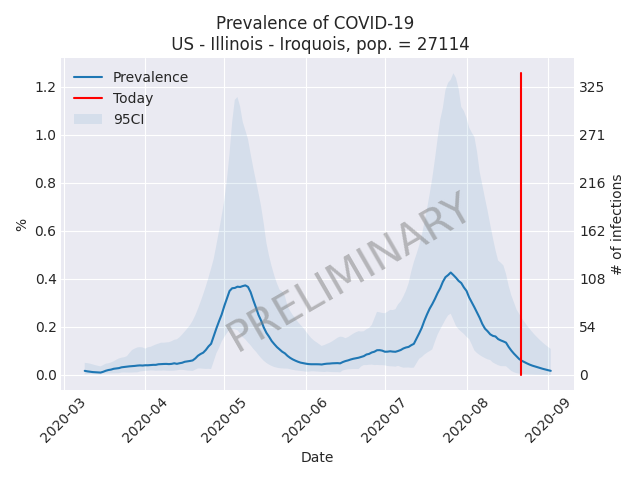 Prevalence of COVID-19
US - Illinois - Iroquois, pop. = 27114
Prevalence
Today
95CI
1.2
1.0
0.8
0.6
0.4
0.2
0.0
%
325
271
216
162
108
54
0
# of infections
PRELIMINARY
2020-03
2020-04
2020-05
2020-06
2020-07
2020-08
2020-09
Date